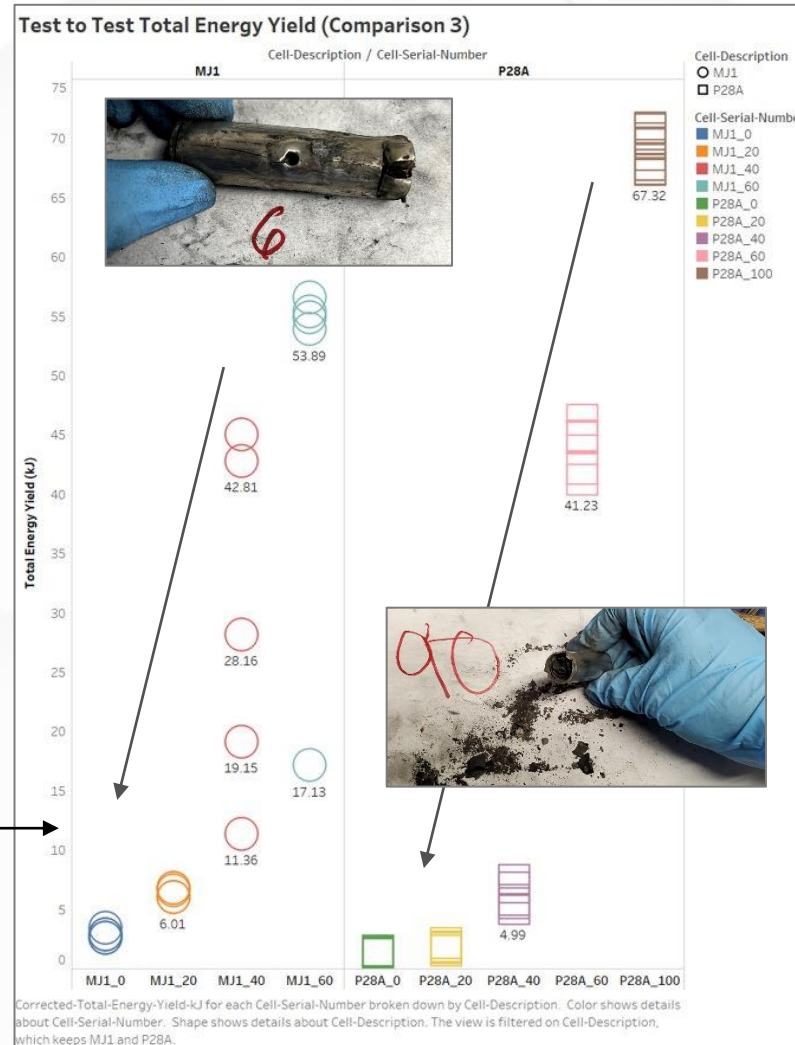 Test to Test Total Energy Yield (Comparison 3)
Cell-Description / Cell-Serial-Number
MJ1
P28A
Cell-Description
MJ1
P28A
Cell-Serial-Numbe
MJ1_0
MJ1_20
MJ1_40
MJ1_60
P28A_0
P28A_20
P28A_40
P28A_60
P28A_100
Total Energy Yield (kJ)
75
70
65
60
55
50
45
40
35
30
25
20
15
10
5
0
6
67.32
53.89
42.81
41.23
28.16
90
19.15
17.13
11.36
6.01
4.99
MJ1_0 MJ1_20 MJ1_40 MJ1_60 P28A_0 P28A_20 P28A_40 P28A_60 P28A_100
Corrected-Total-Energy-Yield-kJ for each Cell-Serial-Number broken down by Cell-Description. Color shows details
about Cell-Serial-Number. Shape shows details about Cell-Description. The view is filtered on Cell-Description,
which keeps MJ1 and P28A.